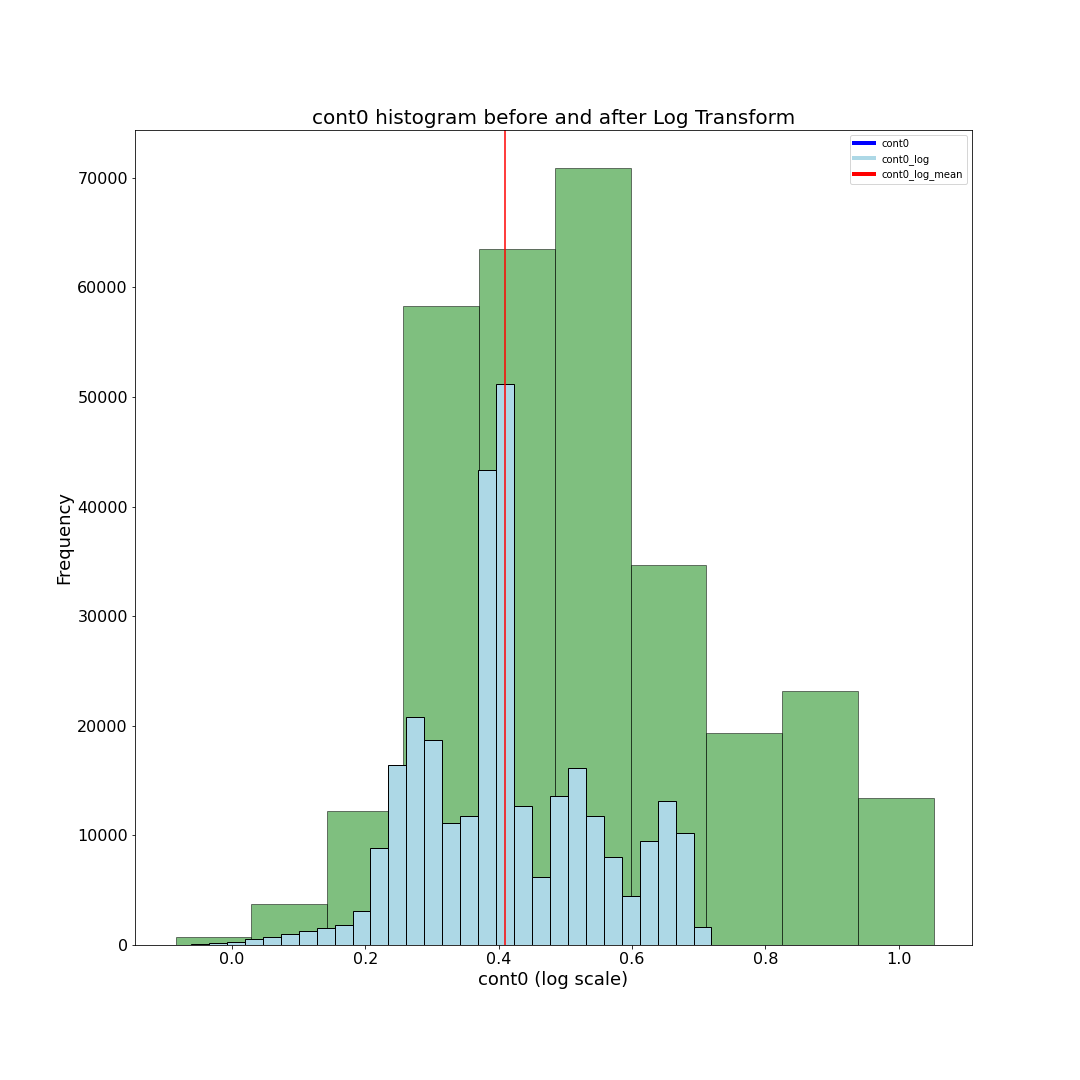 cont0 histogram before and after Log Transform
cont0
cont0_log
cont0_log_mean
70000
60000
50000
40000
30000
20000
10000
0
Frequency
0.0 0.2 0.4 0.6 0.8 1.0
cont0 (log scale)